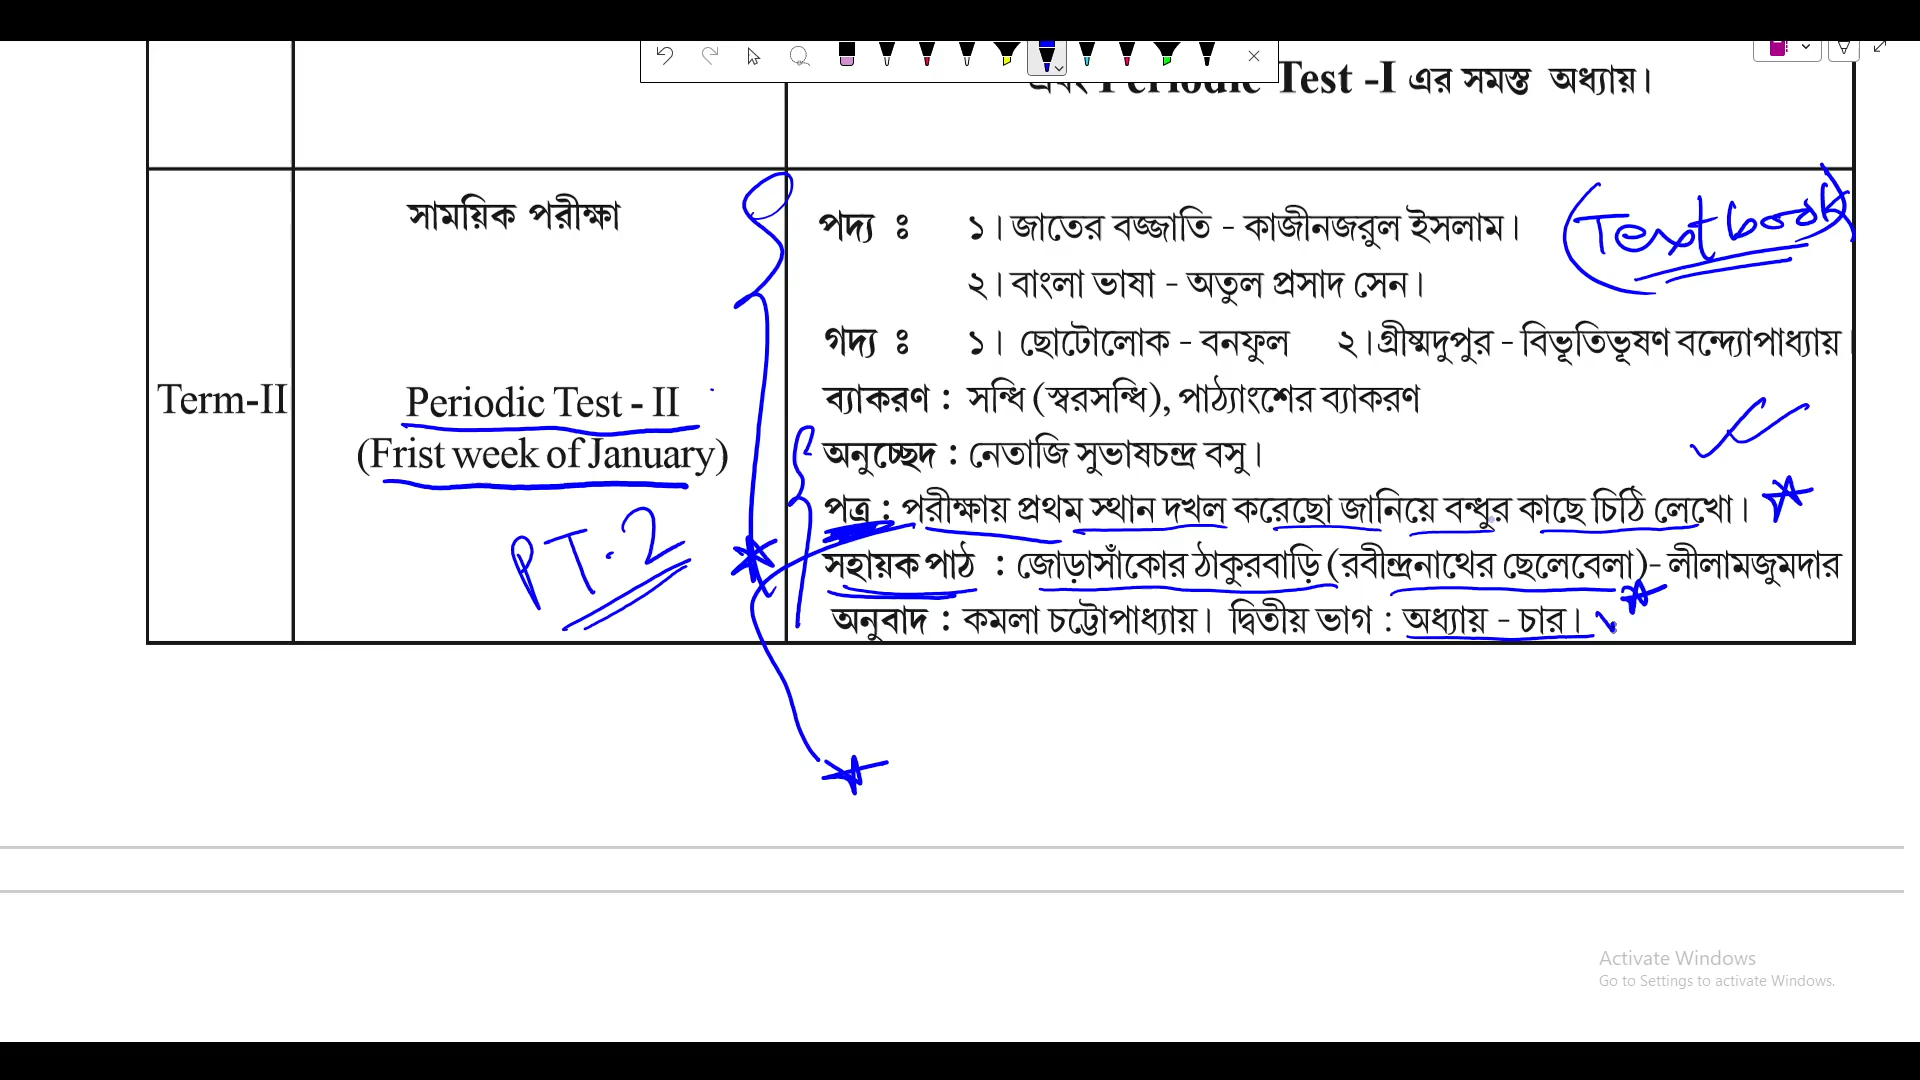 Test -I এর সমস্ত অধ্যায়।
সাময়িক পরীক্ষা
পদ্য ঃ ১। জাতের বজ্জাতি - কাজীনজরুল ইসলাম।
Text book
২। বাংলা ভাষা - অতুল প্রসাদ সেন।
গদ্য ঃ ১। ছোটোলোক - বনফুল ২। গ্রীষ্মদুপুর - বিভূতিভূষণ বন্দ্যোপাধ্যায়।
Term-II
Periodic Test - II
ব্যাকরণ : সন্ধি (স্বরসন্ধি), পাঠ্যাংশের ব্যাকরণ
(Frist week of January)
অনুচ্ছেদ : নেতাজি সুভাষচন্দ্র বসু।
পত্র : পরীক্ষায় প্রথম স্থান দখল করেছো জানিয়ে বন্ধুর কাছে চিঠি লেখো।
PT.2
সহায়ক পাঠ : জোড়াসাঁকোর ঠাকুরবাড়ি (রবীন্দ্রনাথের ছেলেবেলা)- লীলামজুমদার
অনুবাদ : কমলা চট্টোপাধ্যায়। দ্বিতীয় ভাগ : অধ্যায় - চার।
Activate Windows
Go to Settings to activate Windows.